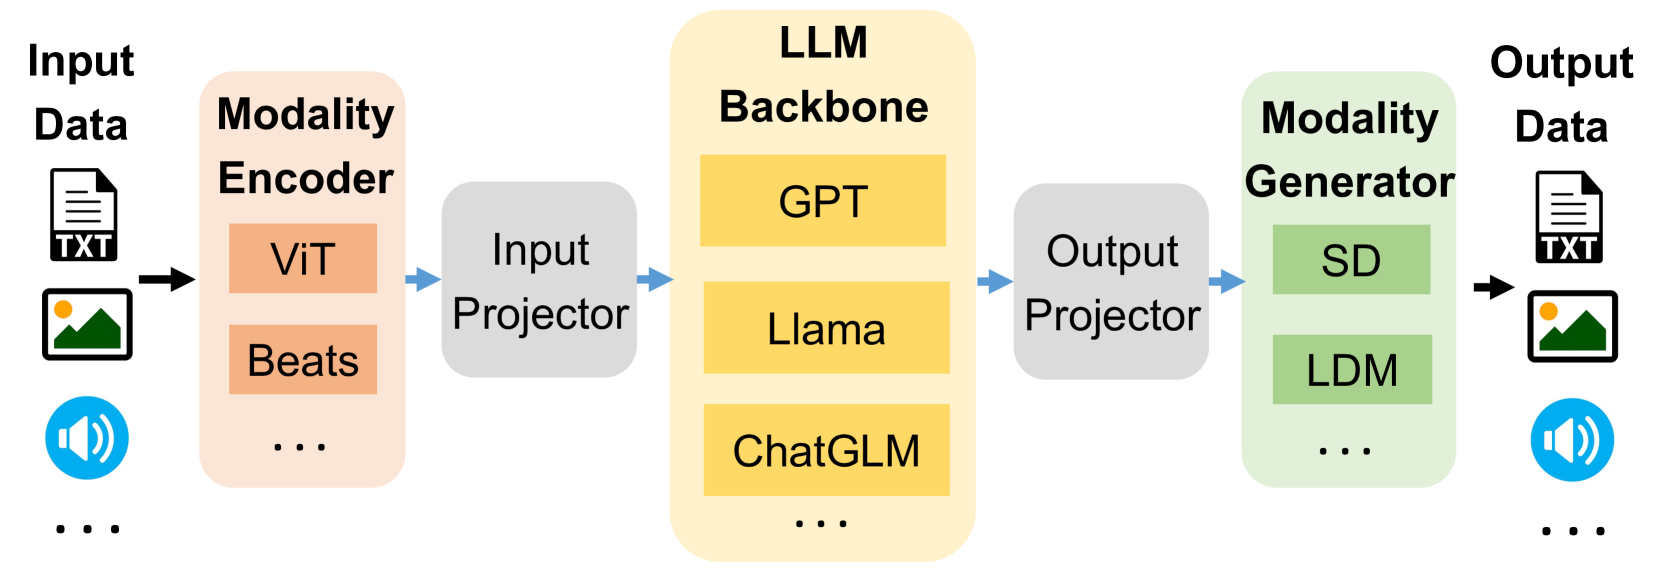 Input
Data
TXT
. . .
Modality
Encoder
ViT
Beats
. . .
Input
Projector
LLM
Backbone
GPT
Llama
ChatGLM
. . .
Output
Projector
Modality
Generator
SD
LDM
. . .
Output
Data
TXT
. . .